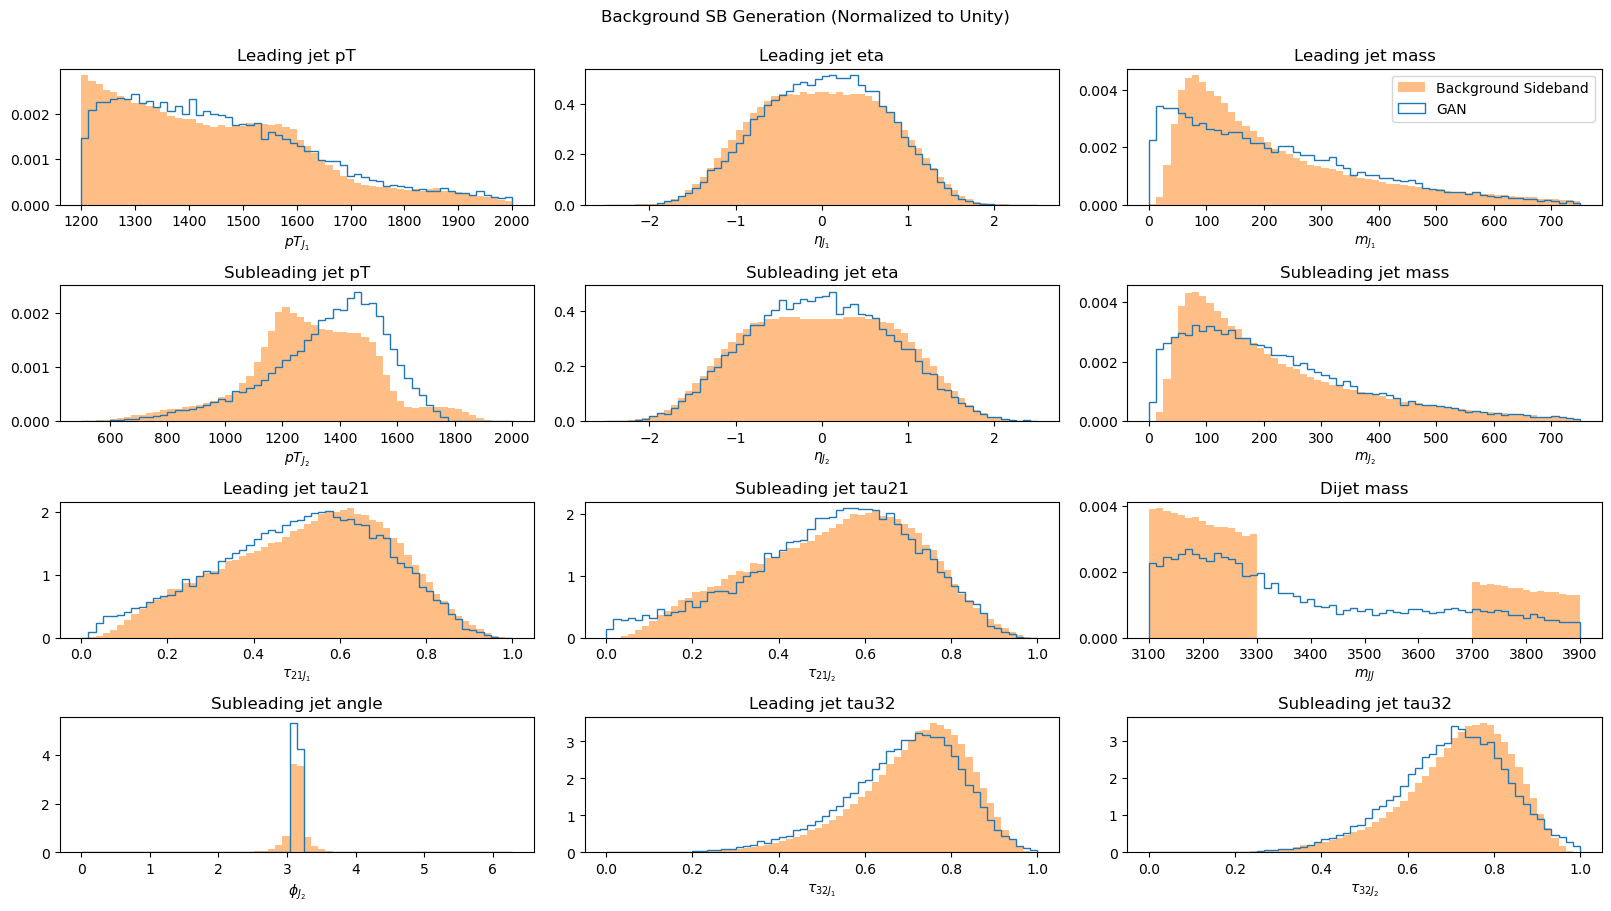 Background SB Generation (Normalized to Unity)
Leading jet pT
0.002
0.001
0.000
1200 1300 1400 1500 1600 1700 1800 1900 2000
pT_{J_1}
Leading jet eta
0.4
0.2
0.0
−2 −1 0 1 2
η_{J_1}
Leading jet mass
Background Sideband
GAN
0.004
0.002
0.000
0 100 200 300 400 500 600 700
m_{J_1}
Subleading jet pT
0.002
0.001
0.000
600 800 1000 1200 1400 1600 1800 2000
pT_{J_2}
Subleading jet eta
0.4
0.2
0.0
−2 −1 0 1 2
η_{J_2}
Subleading jet mass
0.004
0.002
0.000
0 100 200 300 400 500 600 700
m_{J_2}
Leading jet tau21
2
1
0
0.0 0.2 0.4 0.6 0.8 1.0
τ_{21J_1}
Subleading jet tau21
2
1
0
0.0 0.2 0.4 0.6 0.8 1.0
τ_{21J_2}
Dijet mass
0.004
0.002
0.000
3100 3200 3300 3400 3500 3600 3700 3800 3900
m_{JJ}
Subleading jet angle
4
2
0
0 1 2 3 4 5 6
ϕ_{J_2}
Leading jet tau32
3
2
1
0
0.0 0.2 0.4 0.6 0.8 1.0
τ_{32J_1}
Subleading jet tau32
3
2
1
0
0.0 0.2 0.4 0.6 0.8 1.0
τ_{32J_2}